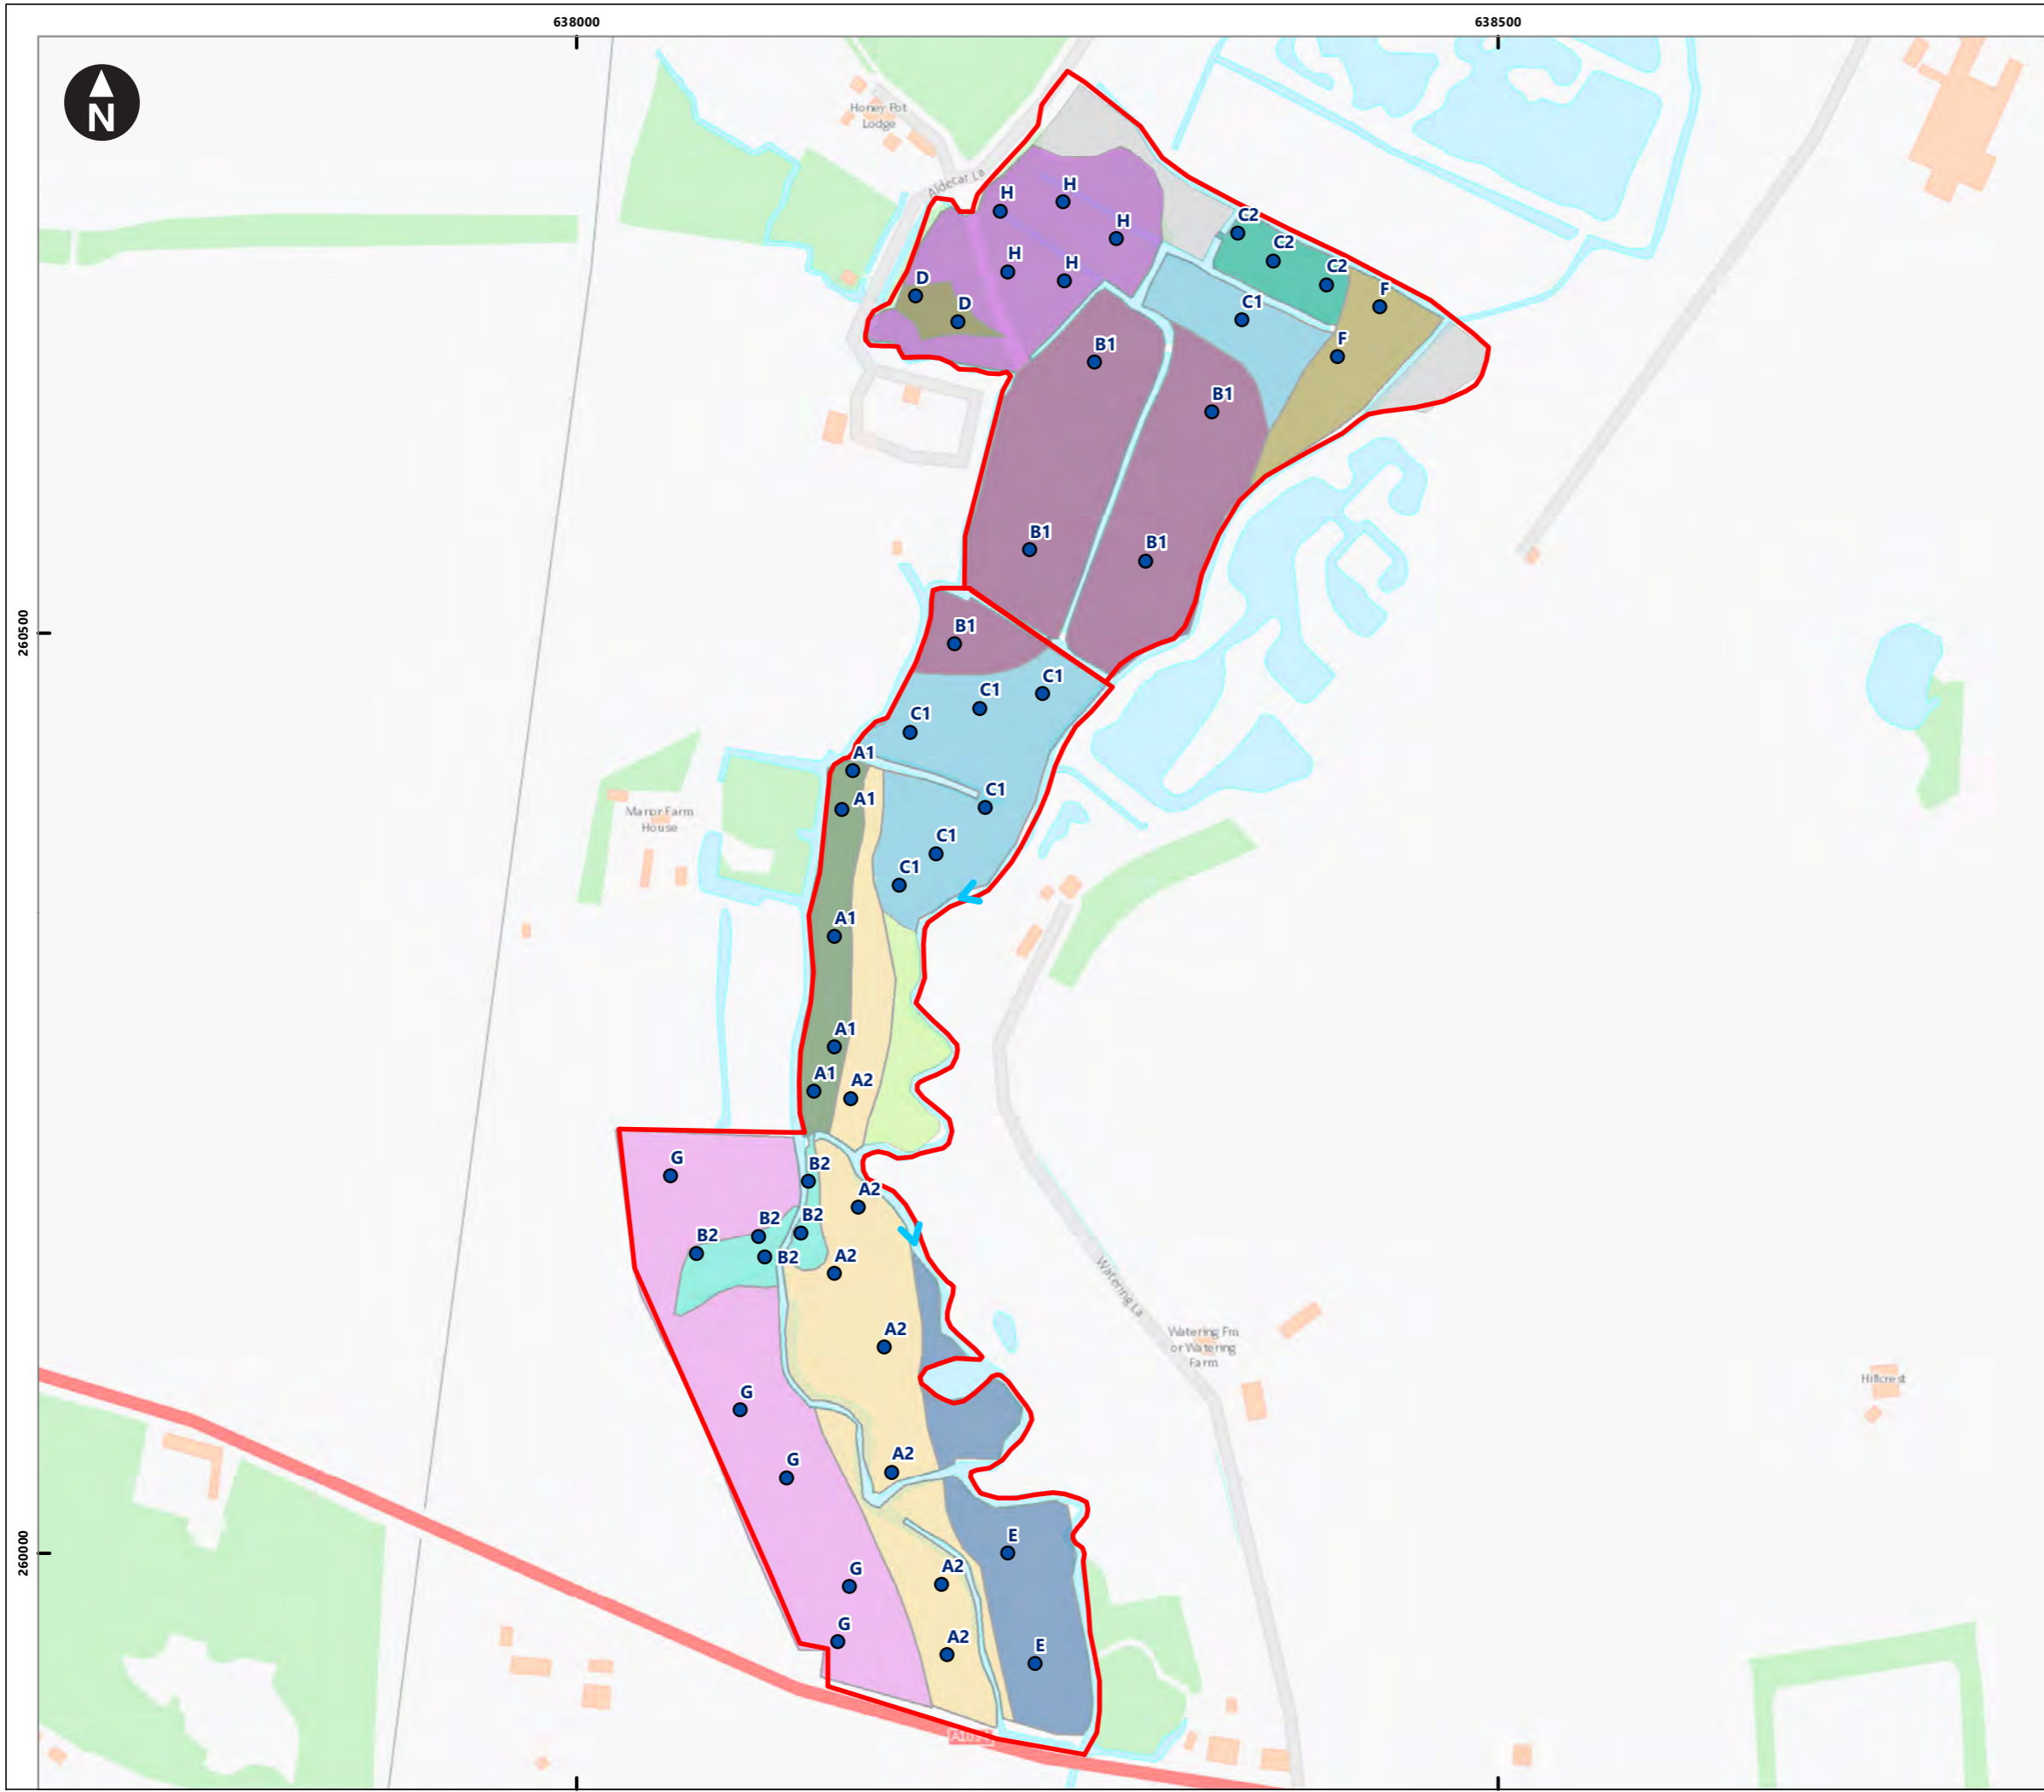 638000
638500
N
Honey Pot
Lodge
Aldecar La
H
H
H
C2
C2
H
H
C2
D
F
D
C1
F
B1
B1
B1
B1
260500
B1
C1
C1
C1
A1
A1
C1
Manor Farm
House
C1
C1
A1
A1
A1
A2
G
B2
A2
B2
B2
B2
B2
A2
Watering La
A2
Watering Fm
or Watering
Farm
Hillcrest
G
A2
G
260000
E
G
A2
G
A2
E